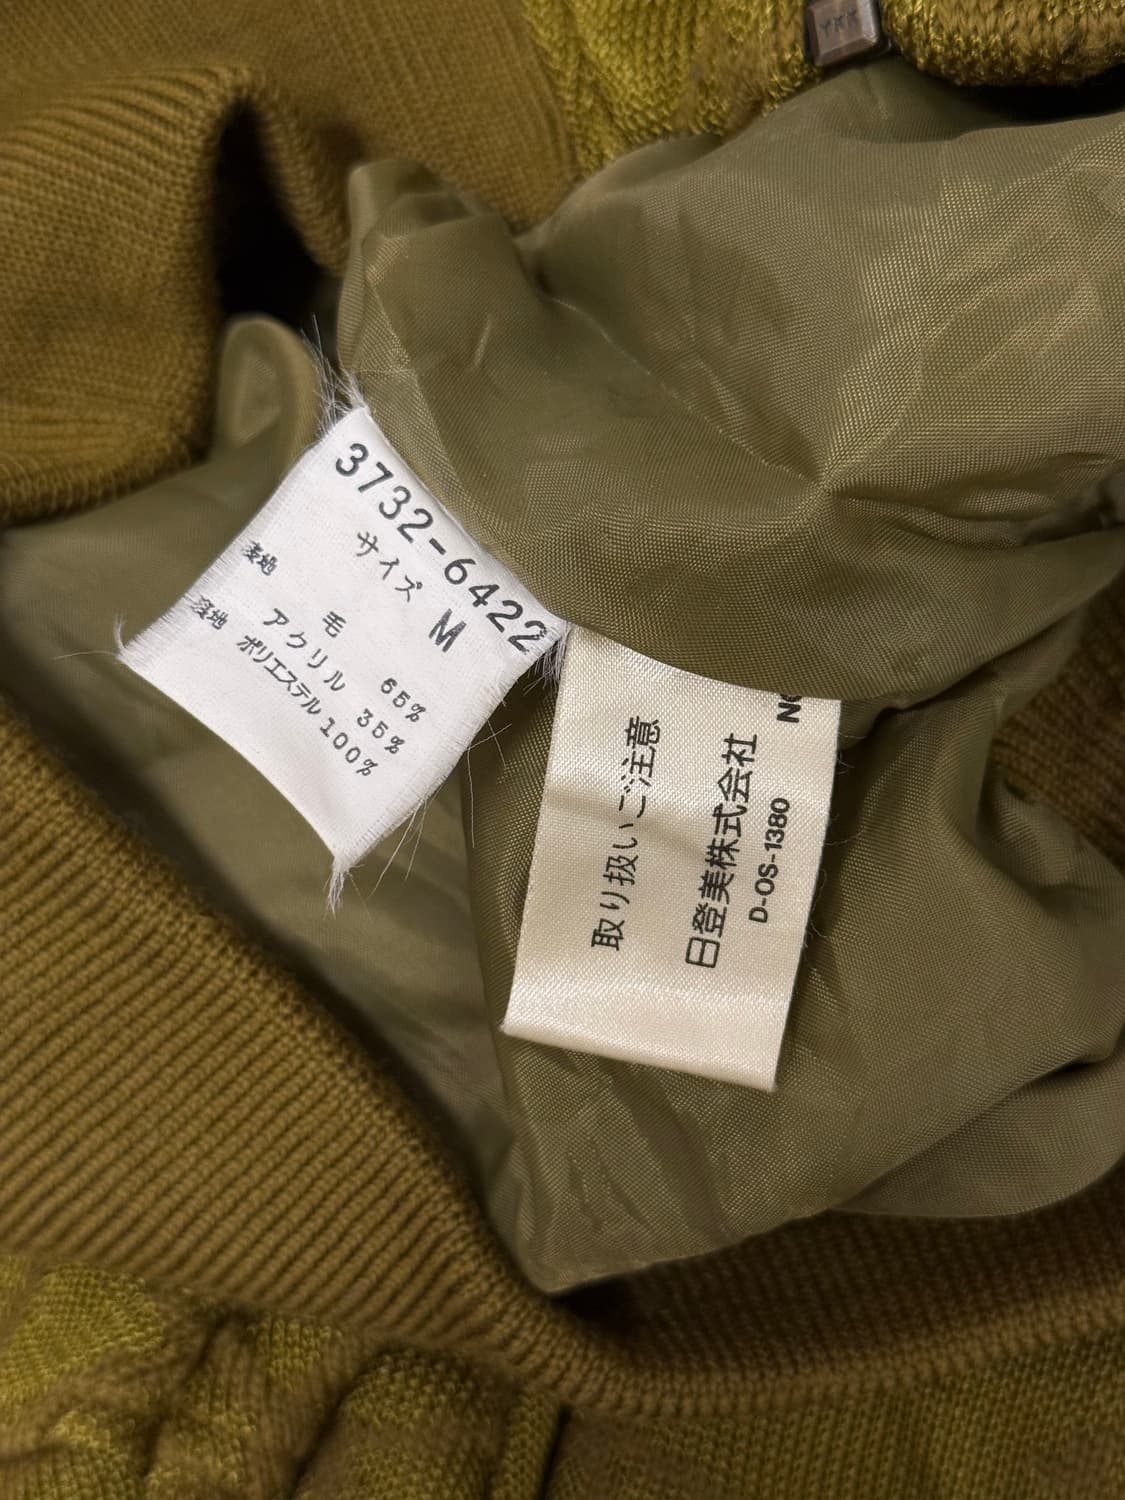 YKK
3732-6422
サイズ M
表地
毛 65%
アクリル 35%
裏地 ポリエステル 100%
取り扱いご注意
日登美株式会社
D-OS-1380